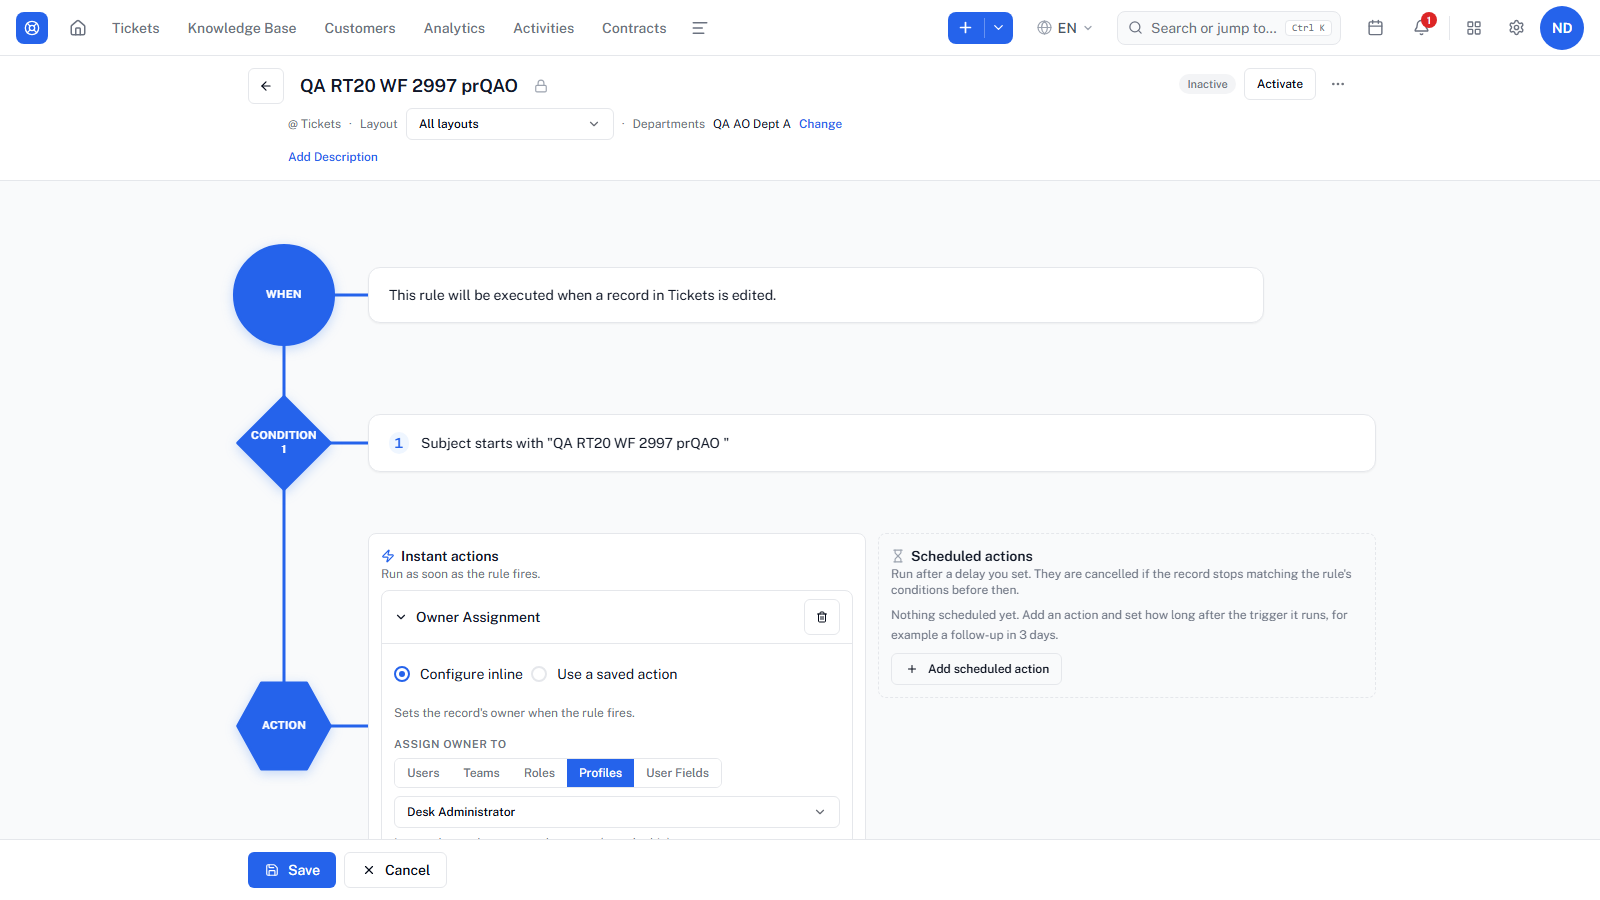 Tickets
Knowledge Base
Customers
Analytics
Activities
Contracts
EN
Search or jump to...
Ctrl K
1
ND
QA RT20 WF 2997 prQAO
Inactive
Activate
@ Tickets · Layout
All layouts
· Departments QA AO Dept A Change
Add Description
WHEN
This rule will be executed when a record in Tickets is edited.
CONDITION
1
1 Subject starts with "QA RT20 WF 2997 prQAO "
ACTION
Instant actions
Run as soon as the rule fires.
Owner Assignment
Configure inline
Use a saved action
Sets the record's owner when the rule fires.
ASSIGN OWNER TO
Users
Teams
Roles
Profiles
User Fields
Desk Administrator
Scheduled actions
Run after a delay you set. They are cancelled if the record stops matching the rule's
conditions before then.
Nothing scheduled yet. Add an action and set how long after the trigger it runs, for
example a follow-up in 3 days.
Add scheduled action
Save
Cancel